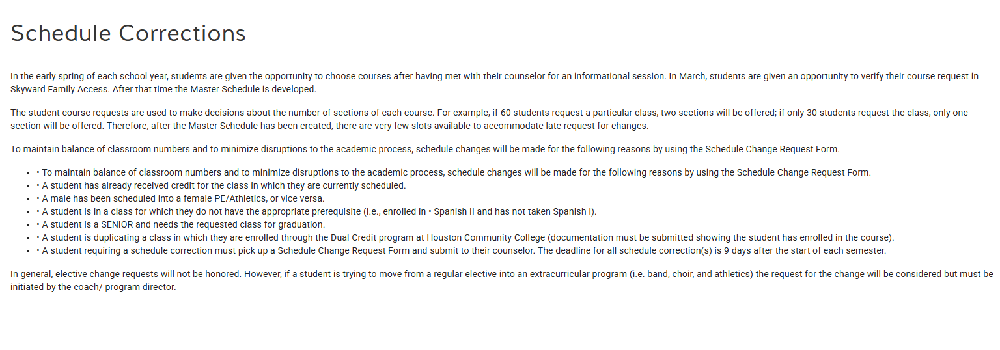 Schedule Corrections
In the early spring of each school year, students are given the opportunity to choose courses after having met with their counselor for an informational session. In March, students are given an opportunity to verify their course request in
Skyward Family Access. After that time the Master Schedule is developed.
The student course requests are used to make decisions about the number of sections of each course. For example, if 60 students request a particular class, two sections will be offered; if only 30 students request the class, only one
section will be offered. Therefore, after the Master Schedule has been created, there are very few slots available to accommodate late request for changes.
To maintain balance of classroom numbers and to minimize disruptions to the academic process, schedule changes will be made for the following reasons by using the Schedule Change Request Form.
• • To maintain balance of classroom numbers and to minimize disruptions to the academic process, schedule changes will be made for the following reasons by using the Schedule Change Request Form.
• • A student has already received credit for the class in which they are currently scheduled.
• • A male has been scheduled into a female PE/Athletics, or vice versa.
• • A student is in a class for which they do not have the appropriate prerequisite (i.e., enrolled in • Spanish II and has not taken Spanish I).
• • A student is a SENIOR and needs the requested class for graduation.
• • A student is duplicating a class in which they are enrolled through the Dual Credit program at Houston Community College (documentation must be submitted showing the student has enrolled in the course).
• • A student requiring a schedule correction must pick up a Schedule Change Request Form and submit to their counselor. The deadline for all schedule correction(s) is 9 days after the start of each semester.
In general, elective change requests will not be honored. However, if a student is trying to move from a regular elective into an extracurricular program (i.e. band, choir, and athletics) the request for the change will be considered but must be
initiated by the coach/ program director.